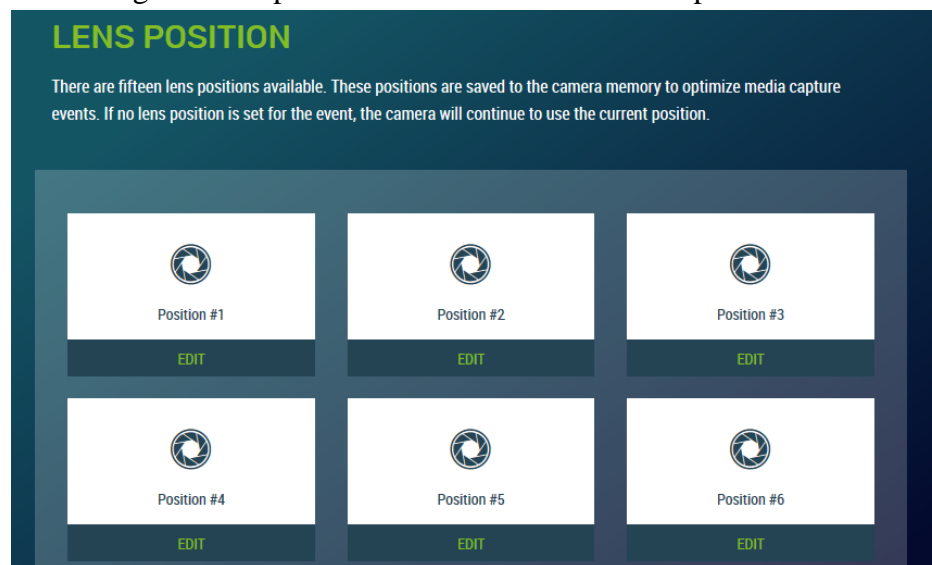 LENS POSITION
There are fifteen lens positions available. These positions are saved to the camera memory to optimize media capture
events. If no lens position is set for the event, the camera will continue to use the current position.
Position #1 Position #2 Position #3
EDIT EDIT EDIT
Position #4 Position #5 Position #6
EDIT EDIT EDIT